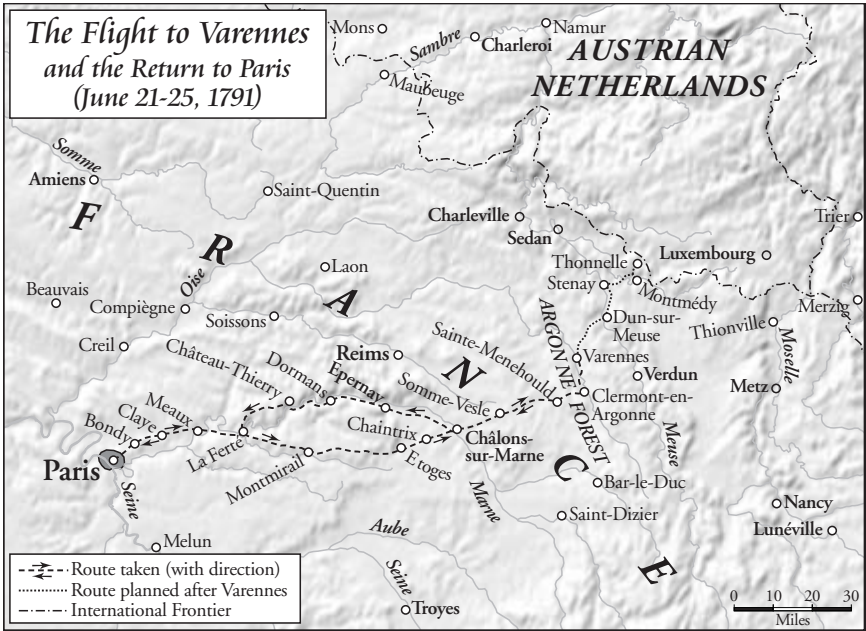 The Flight to Varennes
and the Return to Paris
(June 21-25, 1791)
Mons
Sambre
Charleroi
Namur
Maubeuge
AUSTRIAN
NETHERLANDS
Somme
Amiens
Saint-Quentin
FRANCE
Charleville
Sedan
Trier
Luxembourg
Thonnelle
Stenay
Montmédy
Laon
Oise
Beauvais
Compiègne
Soissons
Merzig
Thionville
Moselle
Dun-sur-
Meuse
ARGONNE FOREST
Creil
Château-Thierry
Dormans
Epernay
Reims
Somme-Vesle
Sainte-Menehould
Varennes
Verdun
Metz
Clermont-en-
Argonne
Bondy
Claye
Meaux
La Ferté
Montmirail
Chaintrix
Etoges
Châlons-
sur-Marne
Meuse
Paris
Seine
Marne
Bar-le-Duc
Saint-Dizier
Nancy
Lunéville
Melun
Aube
Seine
Troyes
Route taken (with direction)
Route planned after Varennes
International Frontier
0 10 20 30
Miles